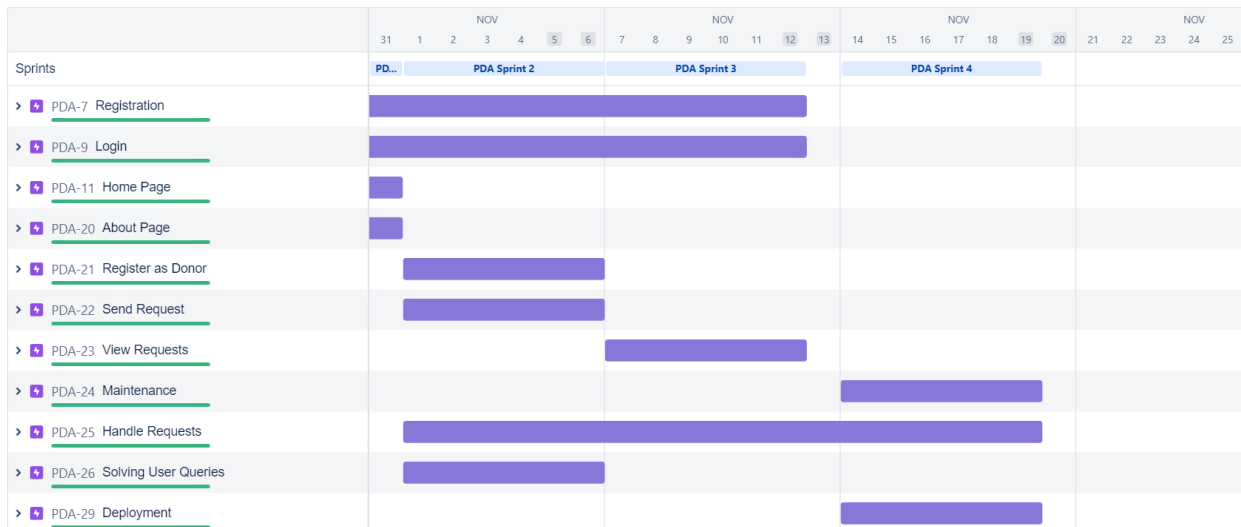 NOV NOV NOV NOV
31 1 2 3 4 5 6 7 8 9 10 11 12 13 14 15 16 17 18 19 20 21 22 23 24 25
Sprints PD... PDA Sprint 2 PDA Sprint 3 PDA Sprint 4
PDA-7 Registration
PDA-9 Login
PDA-11 Home Page
PDA-20 About Page
PDA-21 Register as Donor
PDA-22 Send Request
PDA-23 View Requests
PDA-24 Maintenance
PDA-25 Handle Requests
PDA-26 Solving User Queries
PDA-29 Deployment